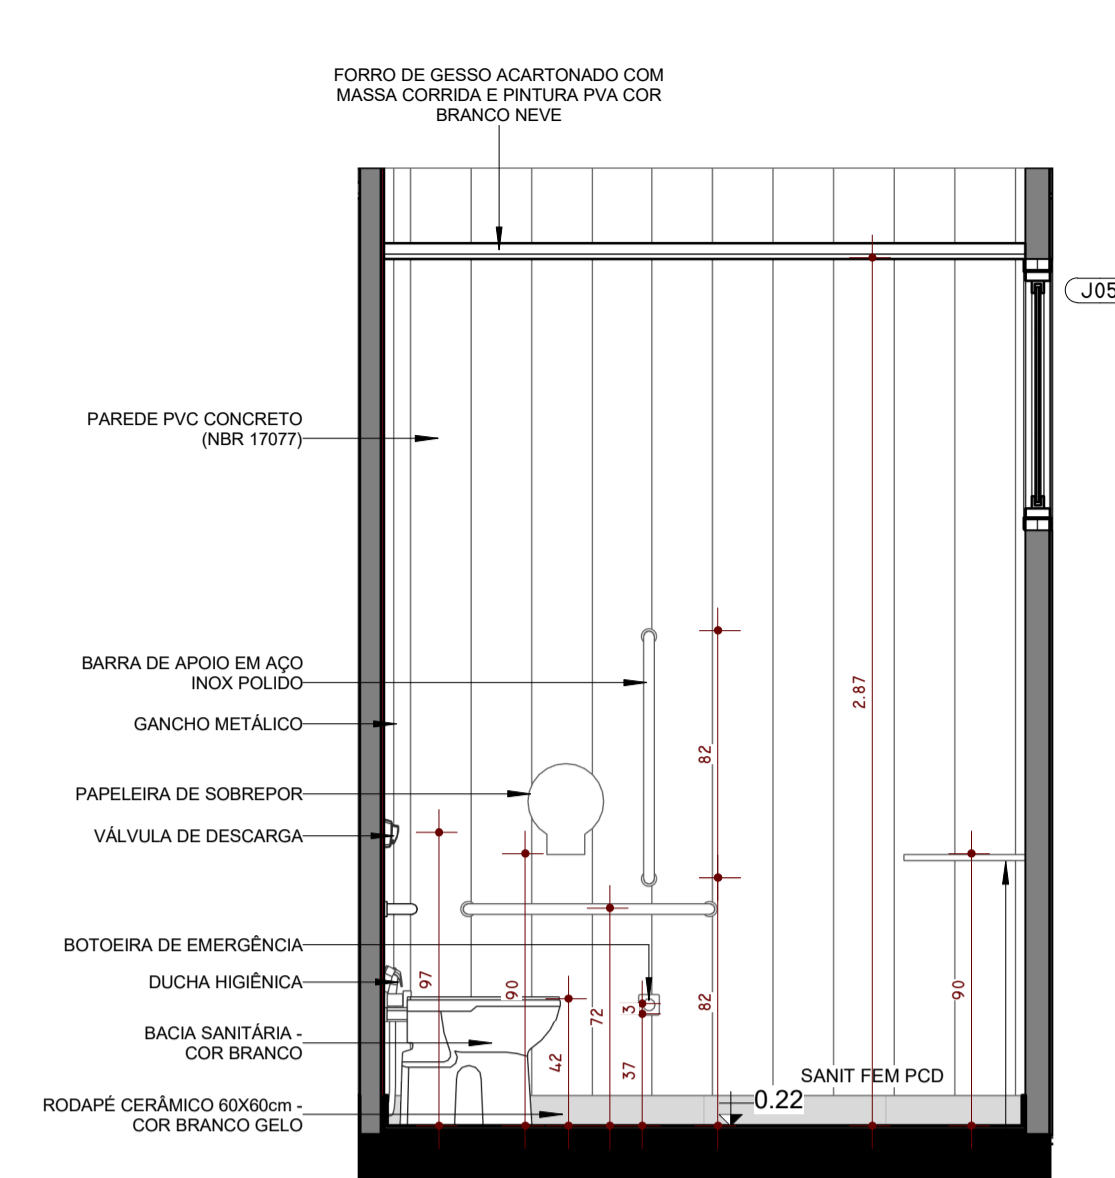 FORRO DE GESSO ACARTONADO COM
MASSA CORRIDA E PINTURA PVA COR
BRANCO NEVE
J05
PAREDE PVC CONCRETO
(NBR 17077)
BARRA DE APOIO EM AÇO
INOX POLIDO
GANCHO METÁLICO
PAPELEIRA DE SOBREPOR
VÁLVULA DE DESCARGA
BOTOEIRA DE EMERGÊNCIA
DUCHA HIGIÊNICA
BACIA SANITÁRIA -
COR BRANCO
RODAPÉ CERÂMICO 60X60cm -
COR BRANCO GELO
97
90
42
72
3
37
82
82
2.87
90
SANIT FEM PCD
0.22